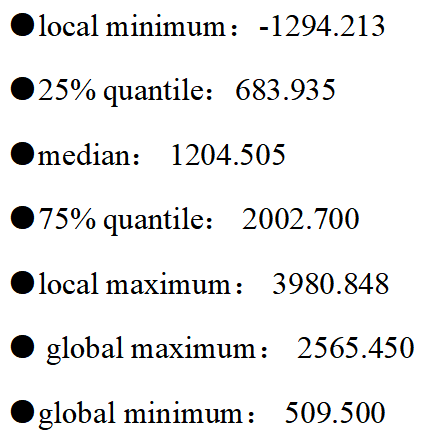 ●local minimum：-1294.213
●25% quantile： 683.935
●median： 1204.505
●75% quantile： 2002.700
●local maximum： 3980.848
● global maximum： 2565.450
●global minimum： 509.500